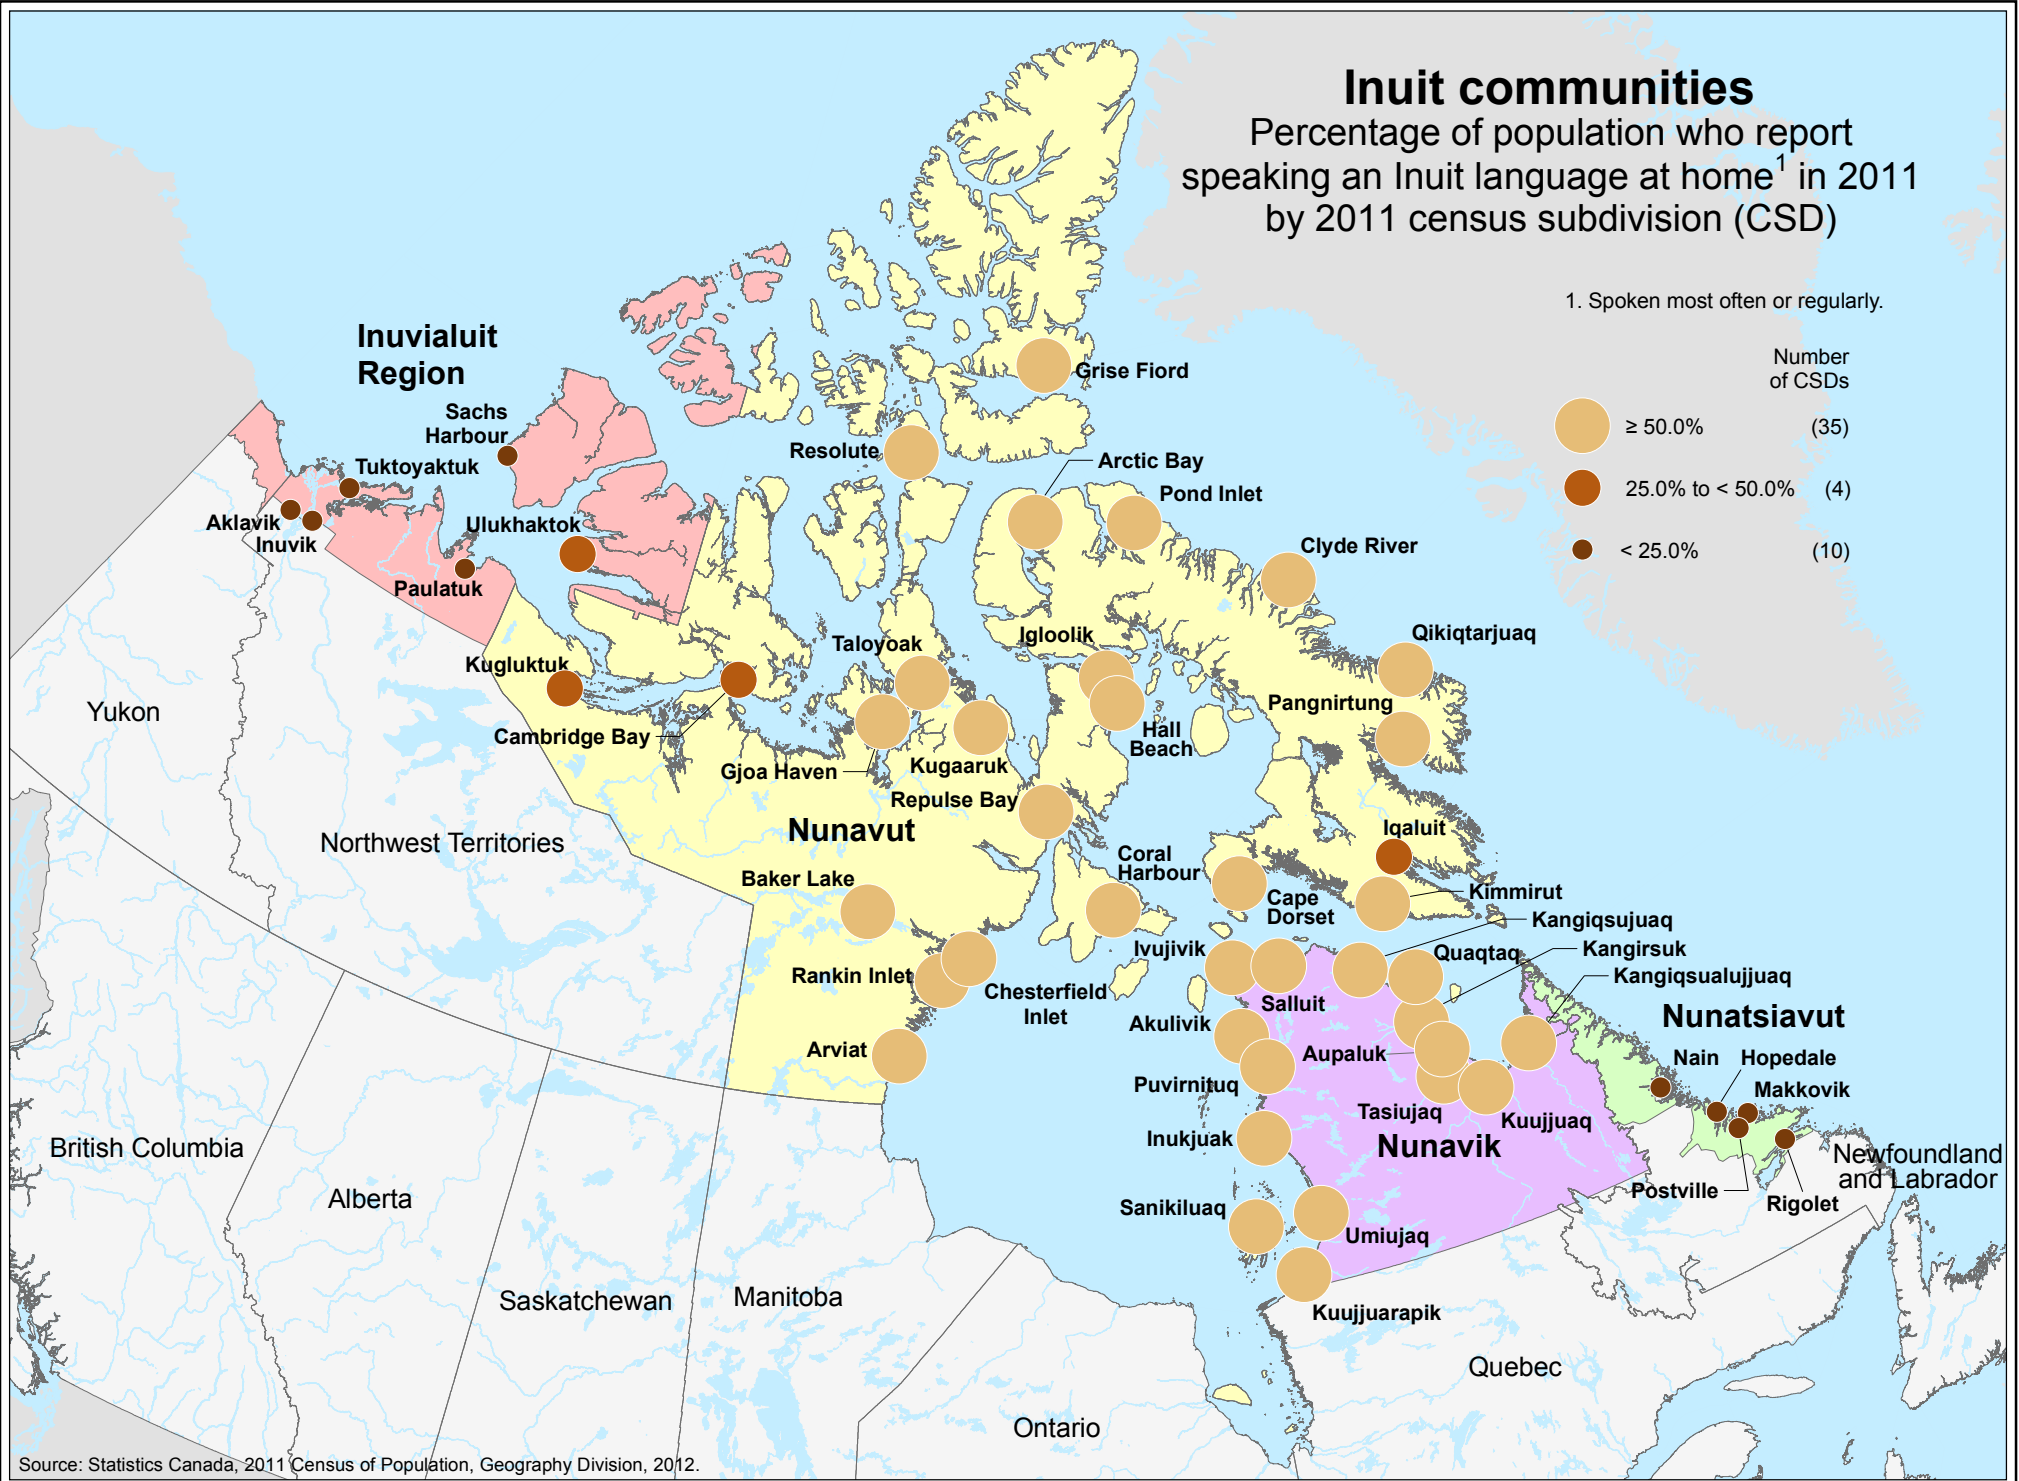 Inuit communities
Percentage of population who report
speaking an Inuit language at home1 in 2011
by 2011 census subdivision (CSD)
1. Spoken most often or regularly.
Number
of CSDs
≥ 50.0% (35)
25.0% to < 50.0% (4)
< 25.0% (10)
Inuvialuit
Region
Sachs
Harbour
Tuktoyaktuk
Aklavik
Inuvik
Ulukhaktok
Paulatuk
Grise Fiord
Resolute
Arctic Bay
Pond Inlet
Clyde River
Qikiqtarjuaq
Igloolik
Taloyoak
Kugluktuk
Pangnirtung
Yukon
Cambridge Bay
Hall
Beach
Gjoa Haven
Kugaaruk
Repulse Bay
Nunavut
Northwest Territories
Iqaluit
Coral
Harbour
Baker Lake
Cape
Dorset
Kimmirut
Kangiqsujuaq
Ivujivik
Quaqtaq
Kangirsuk
Rankin Inlet
Kangiqsualujjuaq
Chesterfield
Inlet
Salluit
Nunatsiavut
Akulivik
Arviat
Aupaluk
Nain
Hopedale
Puvirnituq
Makkovik
Tasiujaq
Kuujjuaq
Inukjuak
Nunavik
British Columbia
Newfoundland
and Labrador
Alberta
Postville
Rigolet
Sanikiluaq
Umiujaq
Saskatchewan
Manitoba
Kuujjuarapik
Quebec
Ontario
Source: Statistics Canada, 2011 Census of Population, Geography Division, 2012.